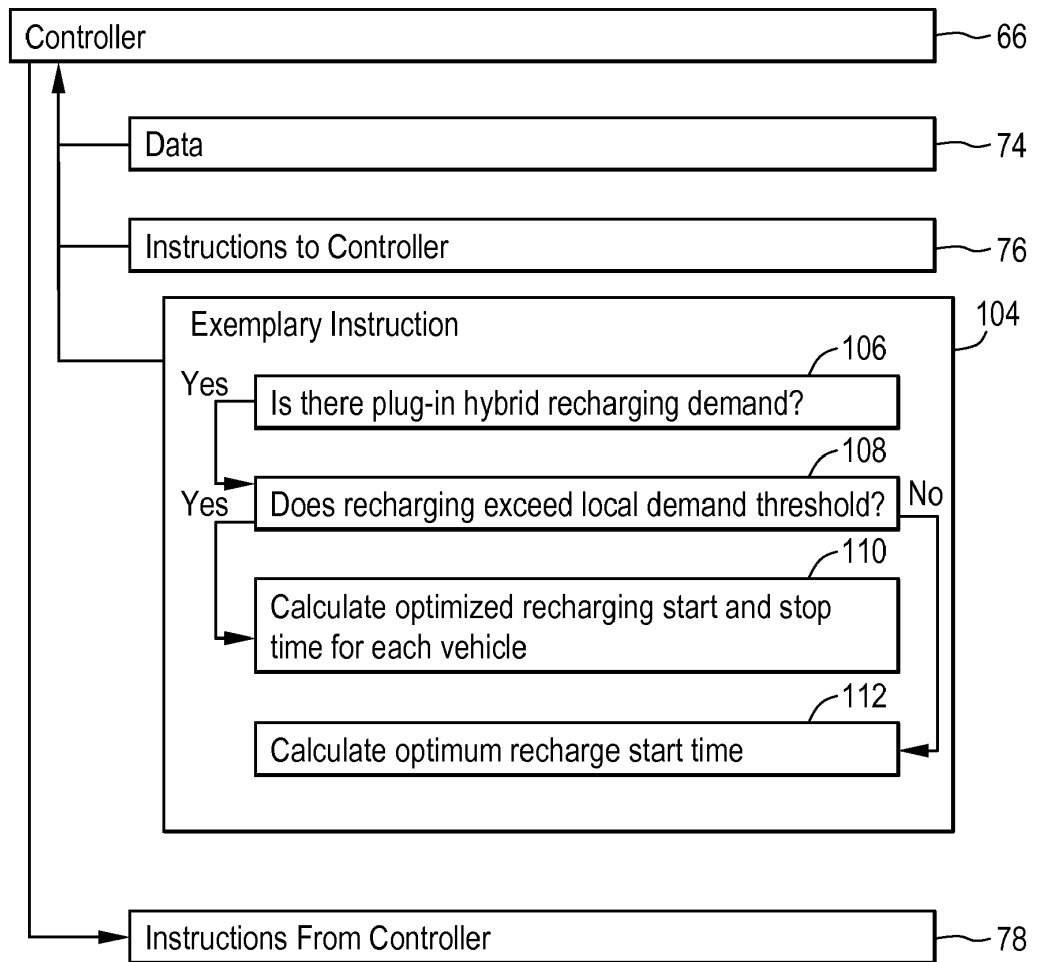 Controller
66
Data
74
Instructions to Controller
76
Exemplary Instruction
104
106
Yes
Is there plug-in hybrid recharging demand?
108
Yes
Does recharging exceed local demand threshold?
No
110
Calculate optimized recharging start and stop
time for each vehicle
112
Calculate optimum recharge start time
Instructions From Controller
78